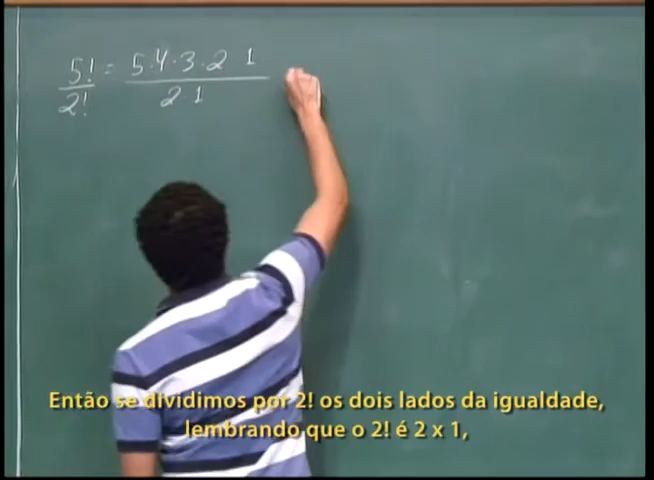 5!/2! = 5·4·3·2 1/2·1
Então se dividimos por 2! os dois lados da igualdade,
lembrando que o 2! é 2 x 1,